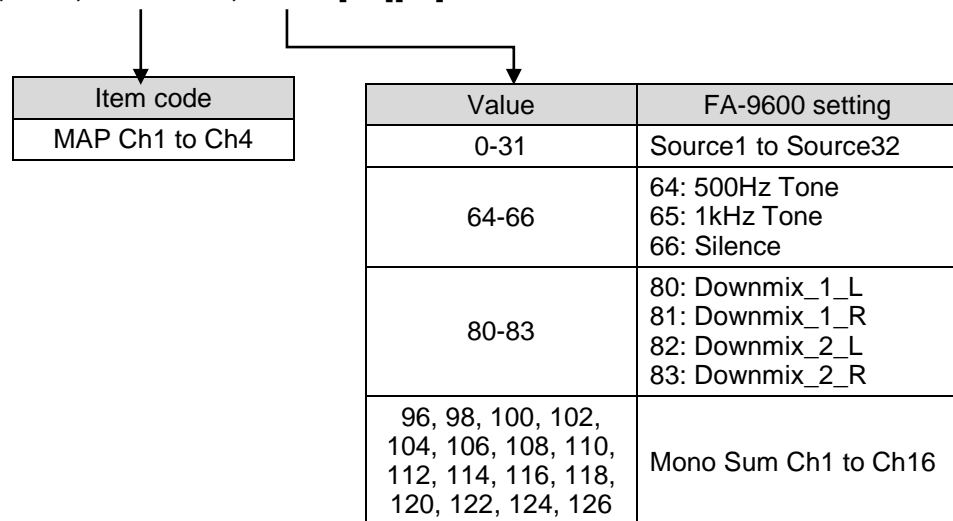 Item code
MAP Ch1 to Ch4
Value
FA-9600 setting
0-31
Source1 to Source32
64-66
64: 500Hz Tone
65: 1kHz Tone
66: Silence
80-83
80: Downmix_1_L
81: Downmix_1_R
82: Downmix_2_L
83: Downmix_2_R
96, 98, 100, 102,
104, 106, 108, 110,
112, 114, 116, 118,
120, 122, 124, 126
Mono Sum Ch1 to Ch16